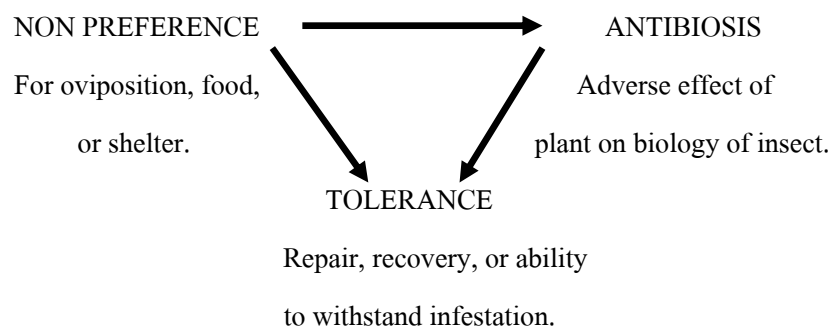 NON PREFERENCE ANTIBIOSIS
For oviposition, food, Adverse effect of
or shelter. plant on biology of insect.
TOLERANCE
Repair, recovery, or ability
to withstand infestation.